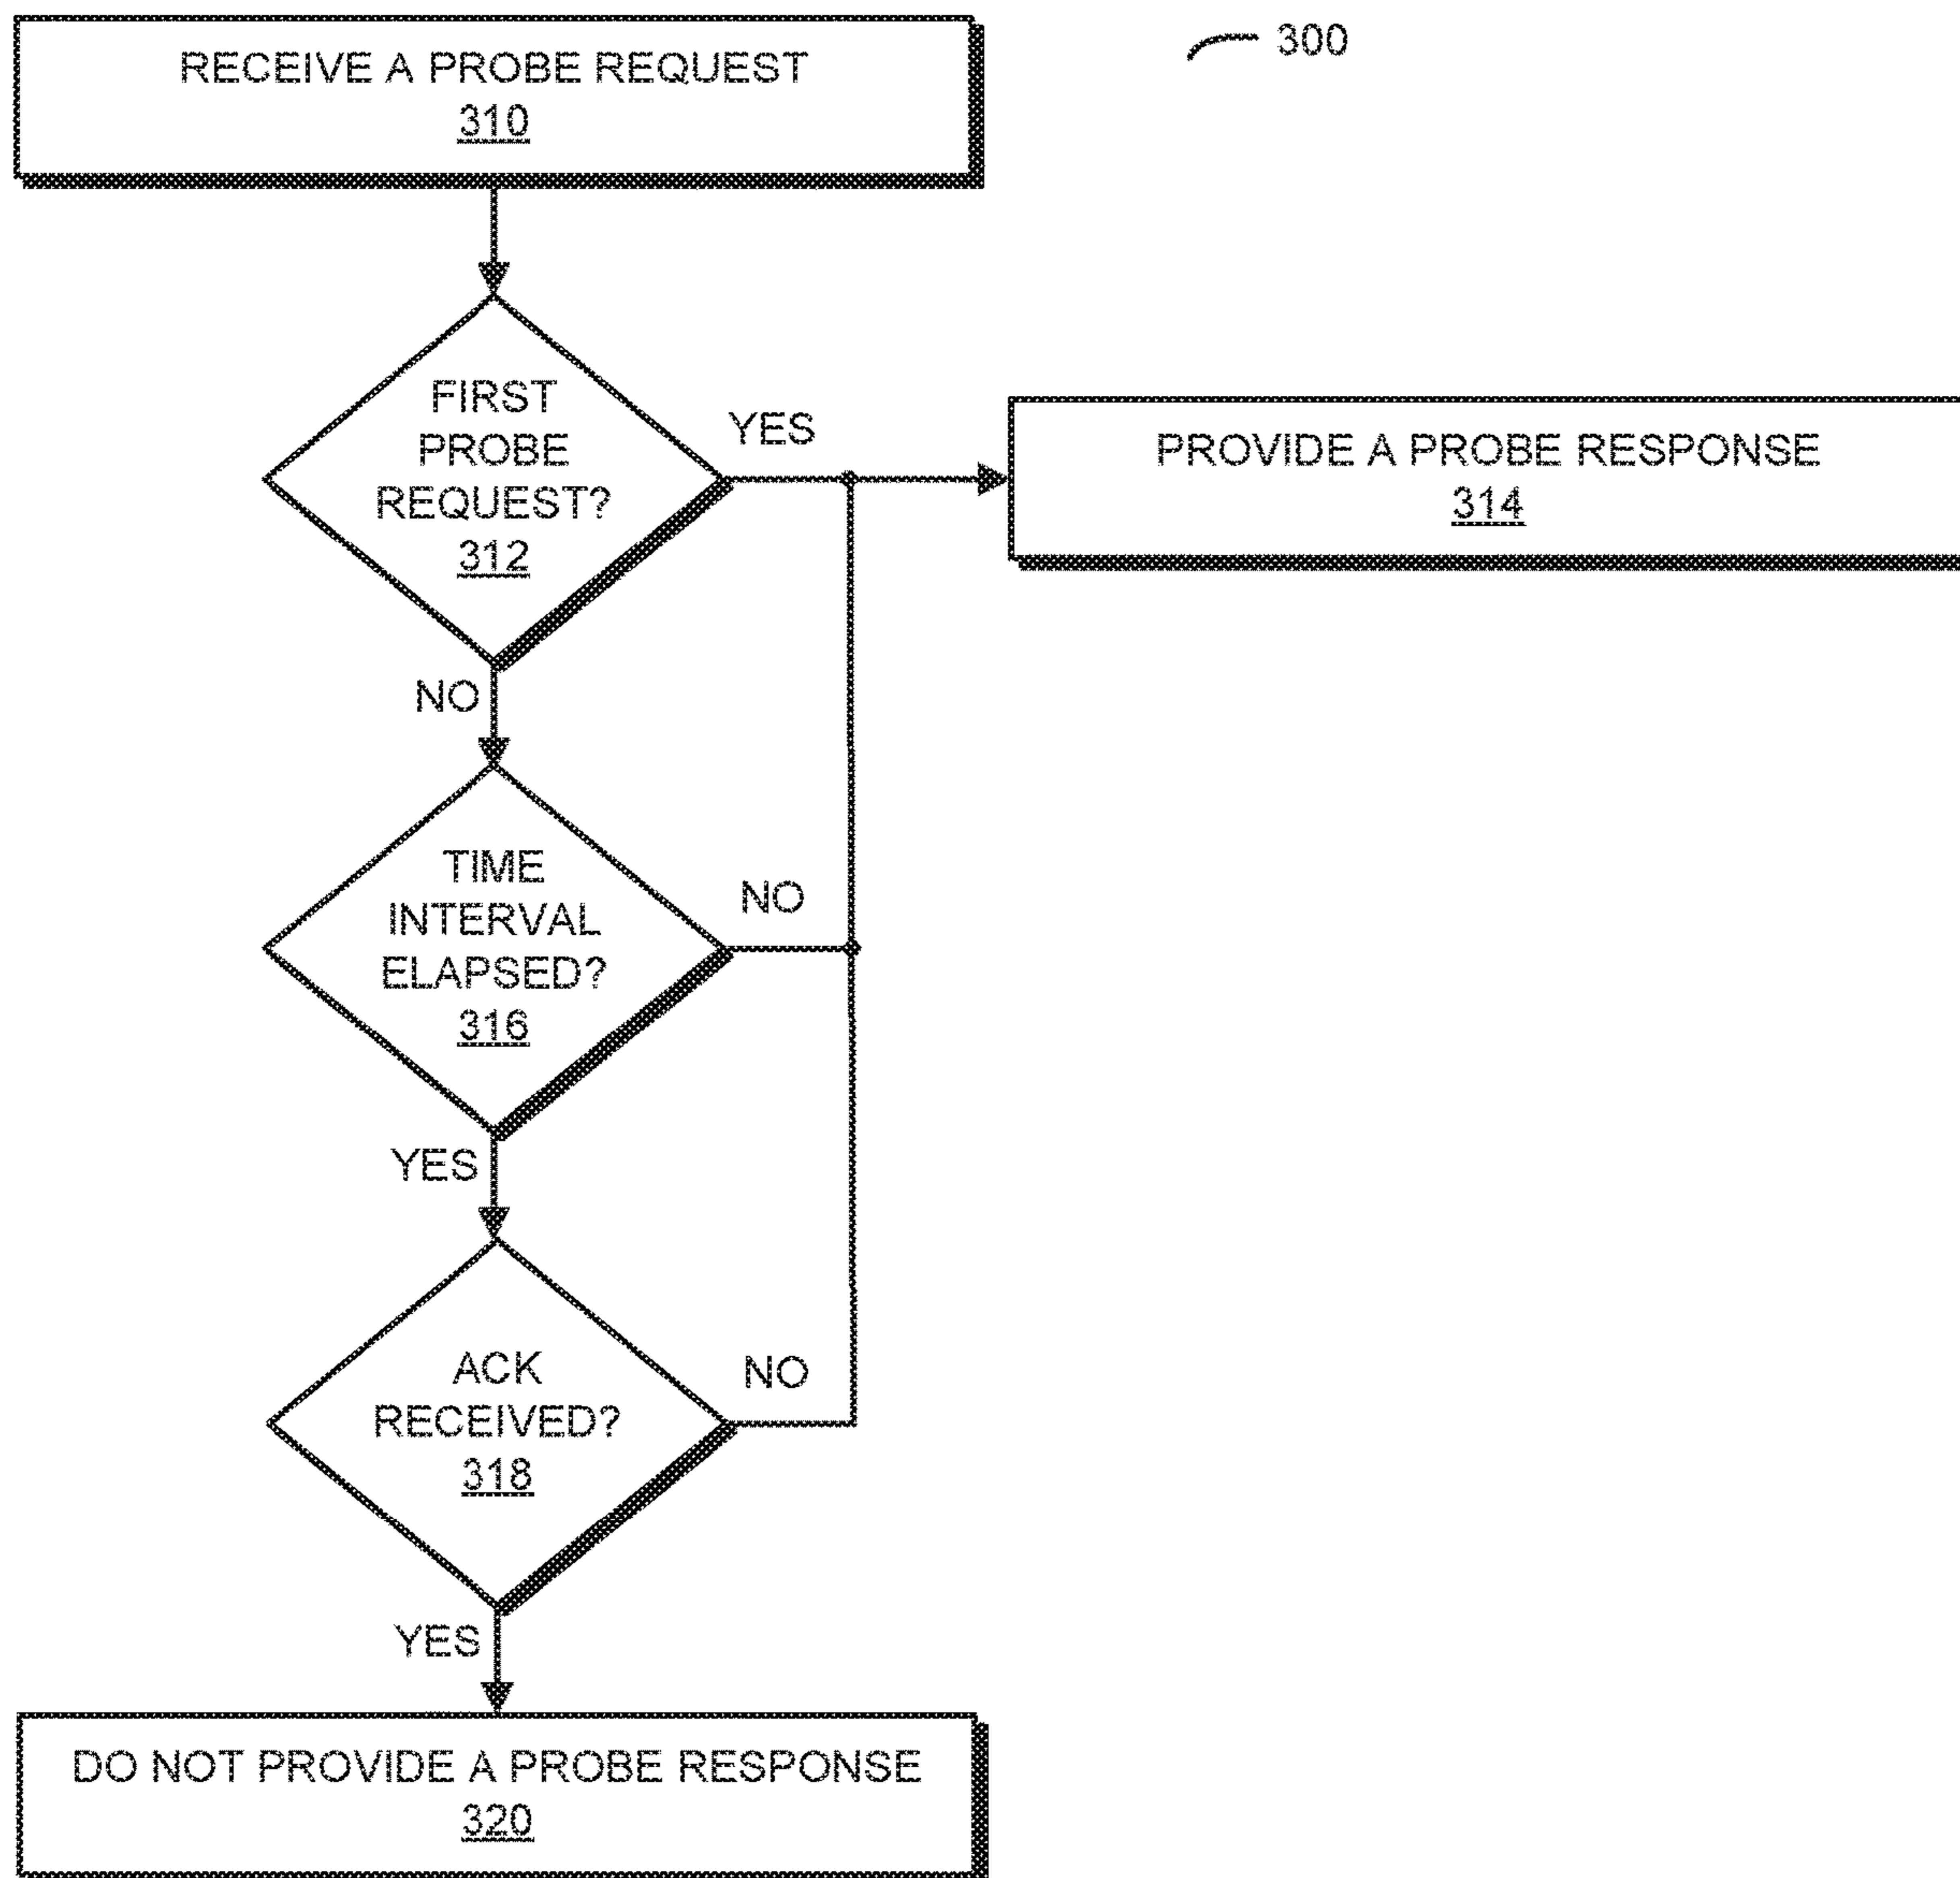 RECEIVE A PROBE REQUEST
310
300
FIRST
PROBE
REQUEST?
312
YES
PROVIDE A PROBE RESPONSE
314
NO
TIME
INTERVAL
ELAPSED?
316
NO
YES
ACK
RECEIVED?
318
NO
YES
DO NOT PROVIDE A PROBE RESPONSE
320